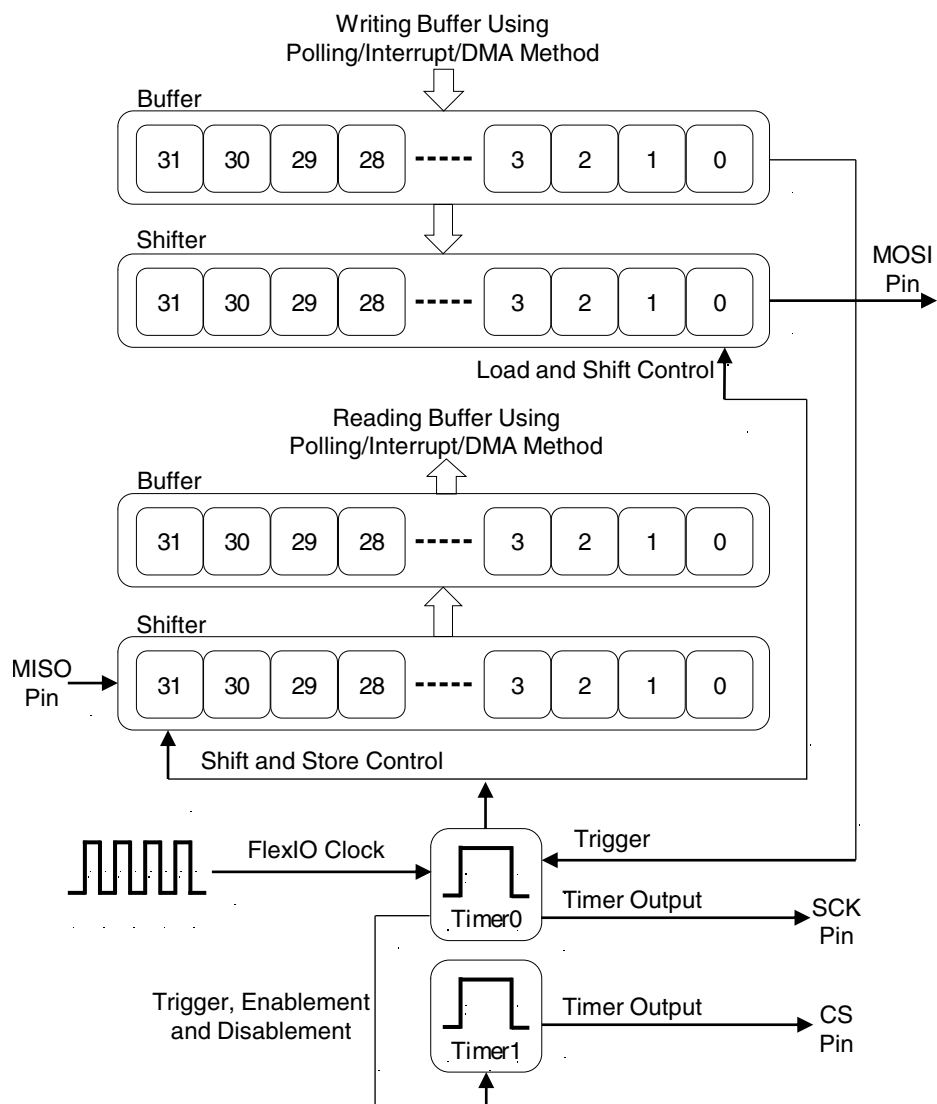 Writing Buffer Using
Polling/Interrupt/DMA Method
Buffer
31 30 29 28 ----- 3 2 1 0
Shifter
31 30 29 28 ----- 3 2 1 0
MOSI
Pin
Load and Shift Control
Reading Buffer Using
Polling/Interrupt/DMA Method
Buffer
31 30 29 28 ----- 3 2 1 0
Shifter
MISO
Pin
31 30 29 28 ----- 3 2 1 0
Shift and Store Control
FlexIO Clock
Trigger
Timer0
Timer Output
SCK
Pin
Trigger, Enablement
and Disablement
Timer1
Timer Output
CS
Pin